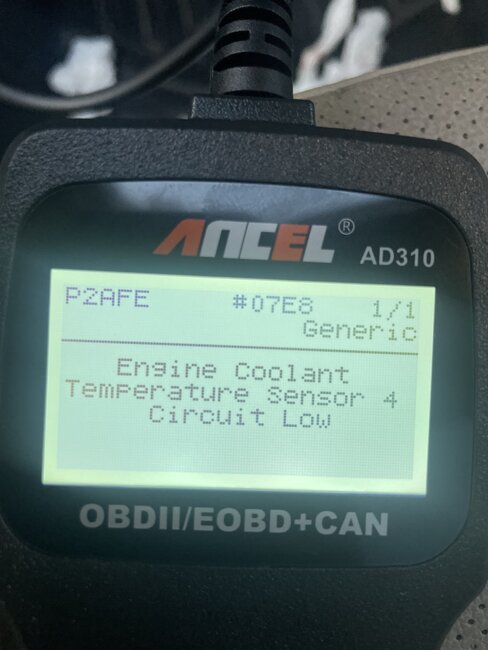 ANCEL®
AD310
P2AFE #07E8 1/1
Generic
Engine Coolant
Temperature Sensor 4
Circuit Low
OBDII/EOBD+CAN